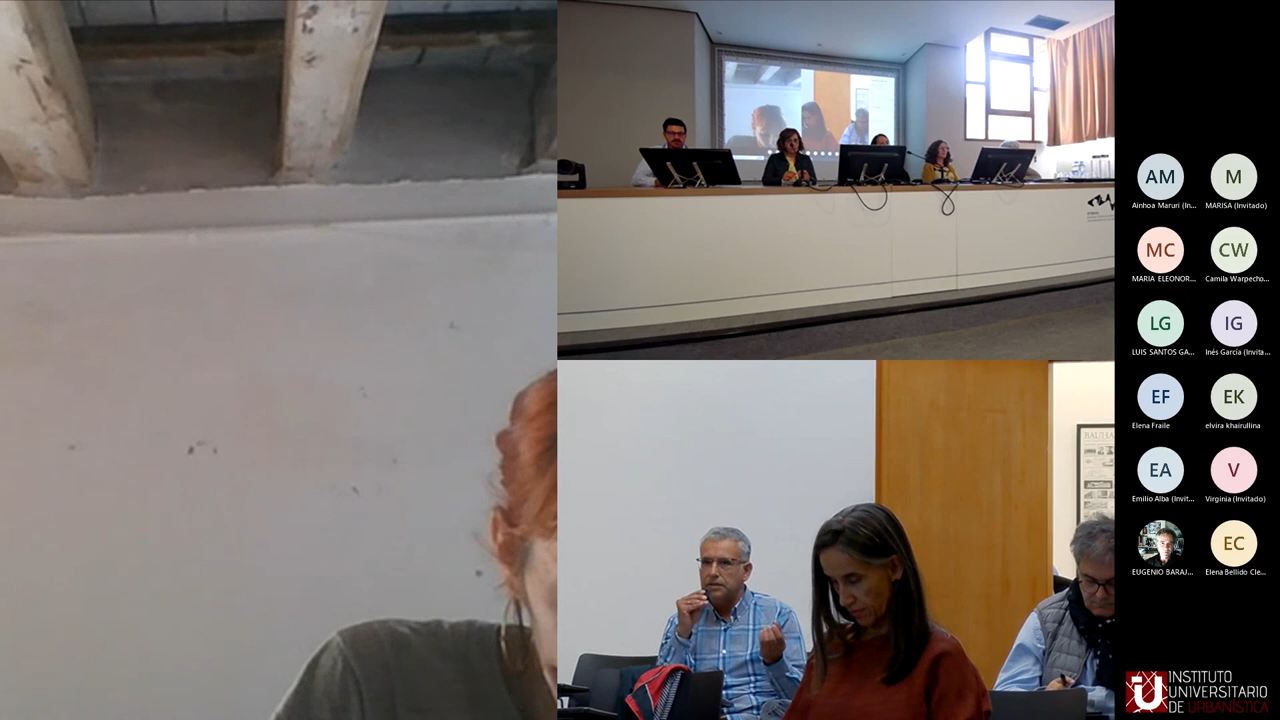 AM
M
Ainhoa Maruri (In...
MARISA (Invitado)
MC
CW
MARIA ELEONOR...
Camila Warpecho...
LG
IG
LUIS SANTOS GA...
Inés García (Invita...
EF
EK
Elena Fraile
elvira khairullina
EA
V
Emilio Alba (Invit...
Virginia (Invitado)
EC
EUGENIO BARAJ...
Elena Bellido Cle...
BAUHA
IU
INSTITUTO
UNIVERSITARIO
DE URBANÍSTICA